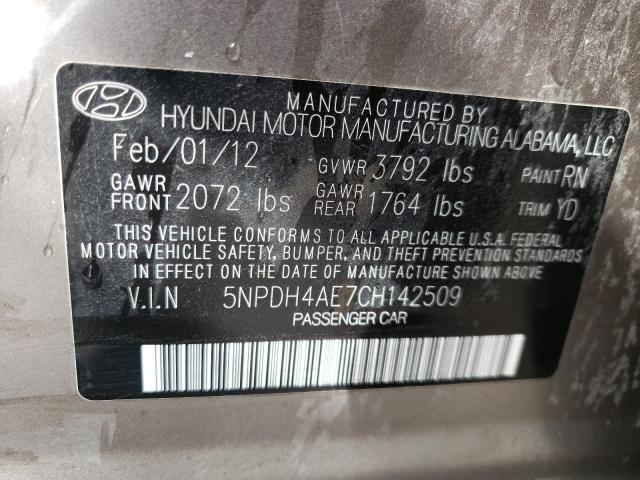 MANUFACTURED BY
HYUNDAI MOTOR MANUFACTURING ALABAMA, LLC
Feb/01/12 GVWR 3792 lbs PAINT RN
GAWR FRONT 2072 lbs GAWR REAR 1764 lbs TRIM YD
THIS VEHICLE CONFORMS TO ALL APPLICABLE U.S.A. FEDERAL
MOTOR VEHICLE SAFETY, BUMPER, AND THEFT PREVENTION STANDARDS
IN EFFECT ON THE DATE OF MANUFACTURE SHOWN ABOVE.
V.I.N 5NPDH4AE7CH142509
PASSENGER CAR